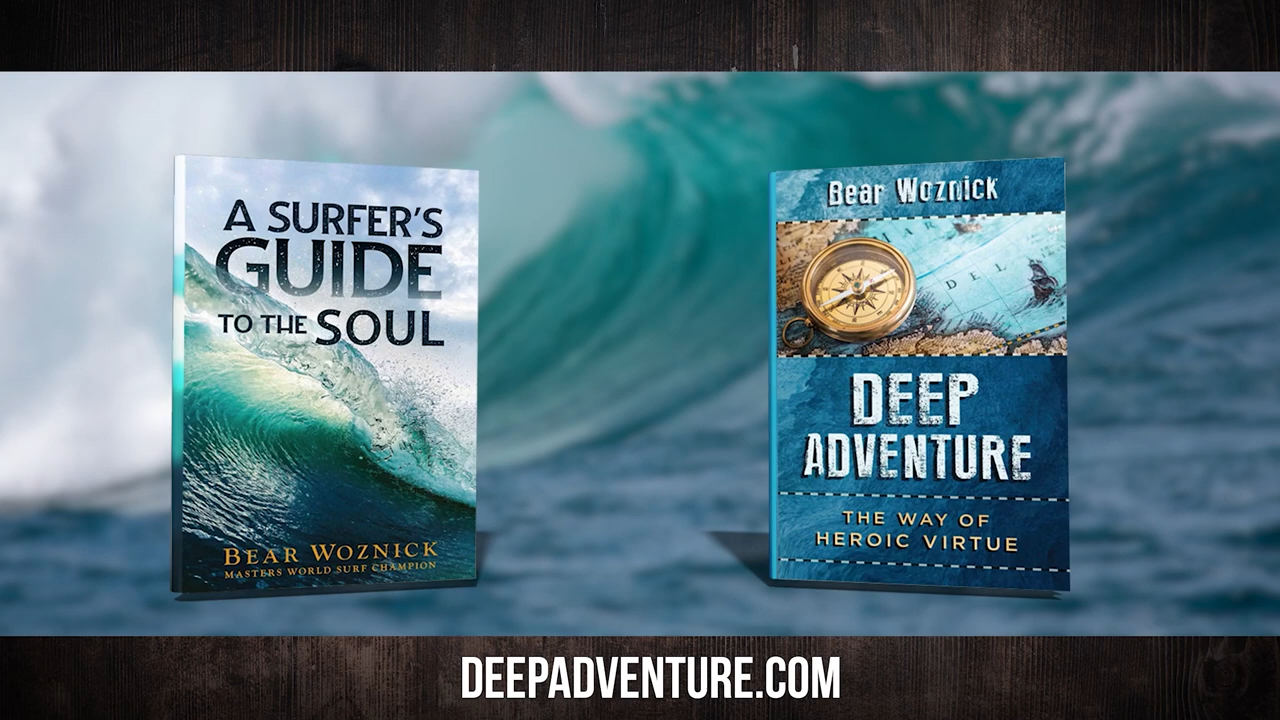 A SURFER'S
GUIDE
TO THE SOUL
BEAR WOZNICK
MASTERS WORLD SURF CHAMPION
Bear Woznick
DEL
DEEP
ADVENTURE
THE WAY OF
HEROIC VIRTUE
DEEPADVENTURE.COM